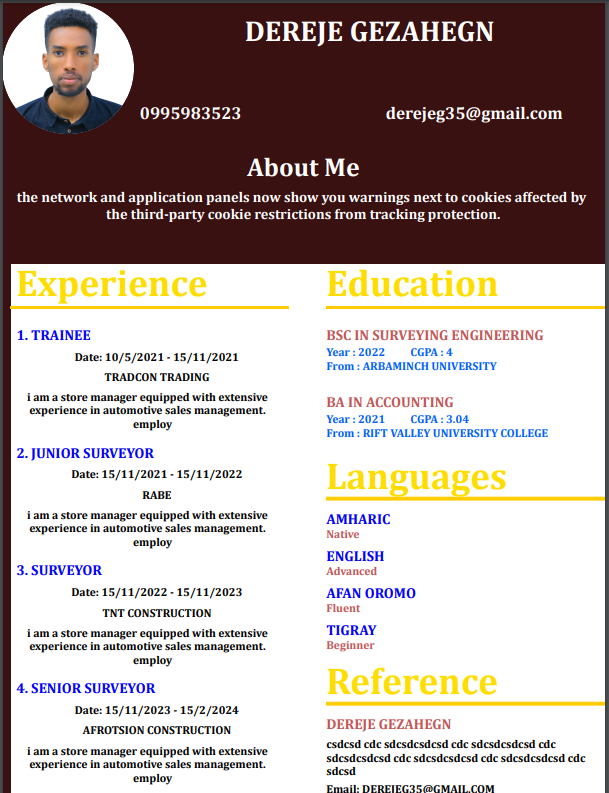 DEREJE GEZAHEGN
0995983523 derejeg35@gmail.com
About Me
the network and application panels now show you warnings next to cookies affected by
the third-party cookie restrictions from tracking protection.
Experience
1. TRAINEE
Date: 10/5/2021 - 15/11/2021
TRADCON TRADING
i am a store manager equipped with extensive
experience in automotive sales management.
employ
2. JUNIOR SURVEYOR
Date: 15/11/2021 - 15/11/2022
RABE
i am a store manager equipped with extensive
experience in automotive sales management.
employ
3. SURVEYOR
Date: 15/11/2022 - 15/11/2023
TNT CONSTRUCTION
i am a store manager equipped with extensive
experience in automotive sales management.
employ
4. SENIOR SURVEYOR
Date: 15/11/2023 - 15/2/2024
AFROTSION CONSTRUCTION
i am a store manager equipped with extensive
experience in automotive sales management.
employ
Education
BSC IN SURVEYING ENGINEERING
Year : 2022 CGPA : 4
From : ARBAMINCH UNIVERSITY
BA IN ACCOUNTING
Year : 2021 CGPA : 3.04
From : RIFT VALLEY UNIVERSITY COLLEGE
Languages
AMHARIC
Native
ENGLISH
Advanced
AFAN OROMO
Fluent
TIGRAY
Beginner
Reference
DEREJE GEZAHEGN
csdcsd cdc sdcsdcsdcsd cdc sdcsdcsdcsd cdc
sdcsdcsdcsd cdc sdcsdcsdcsd cdc sdcsdcsdcsd cdc
sdcsd
Email: DEREJEG35@GMAIL.COM